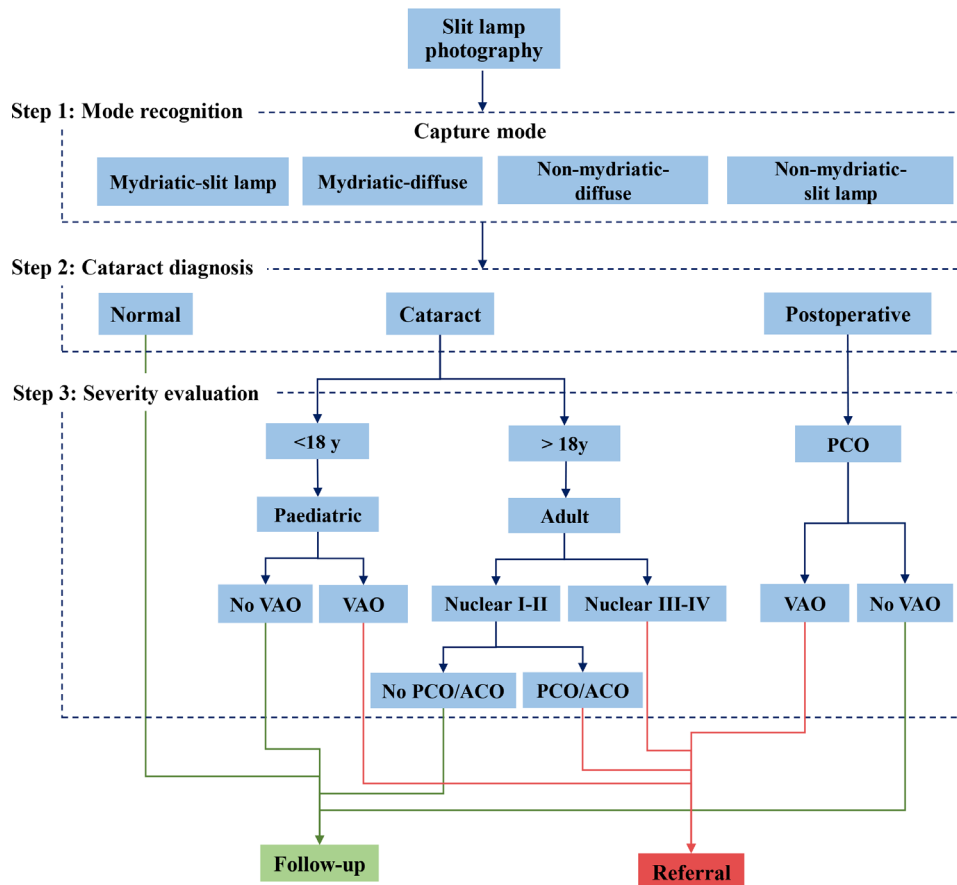 Slit lamp
photography
Step 1: Mode recognition
Capture mode
Mydriatic-slit lamp
Mydriatic-diffuse
Non-mydriatic-
diffuse
Non-mydriatic-
slit lamp
Step 2: Cataract diagnosis
Normal
Cataract
Postoperative
Step 3: Severity evaluation
<18 y
> 18y
PCO
Paediatric
Adult
No VAO
VAO
Nuclear I-II
Nuclear III-IV
VAO
No VAO
No PCO/ACO
PCO/ACO
Follow-up
Referral